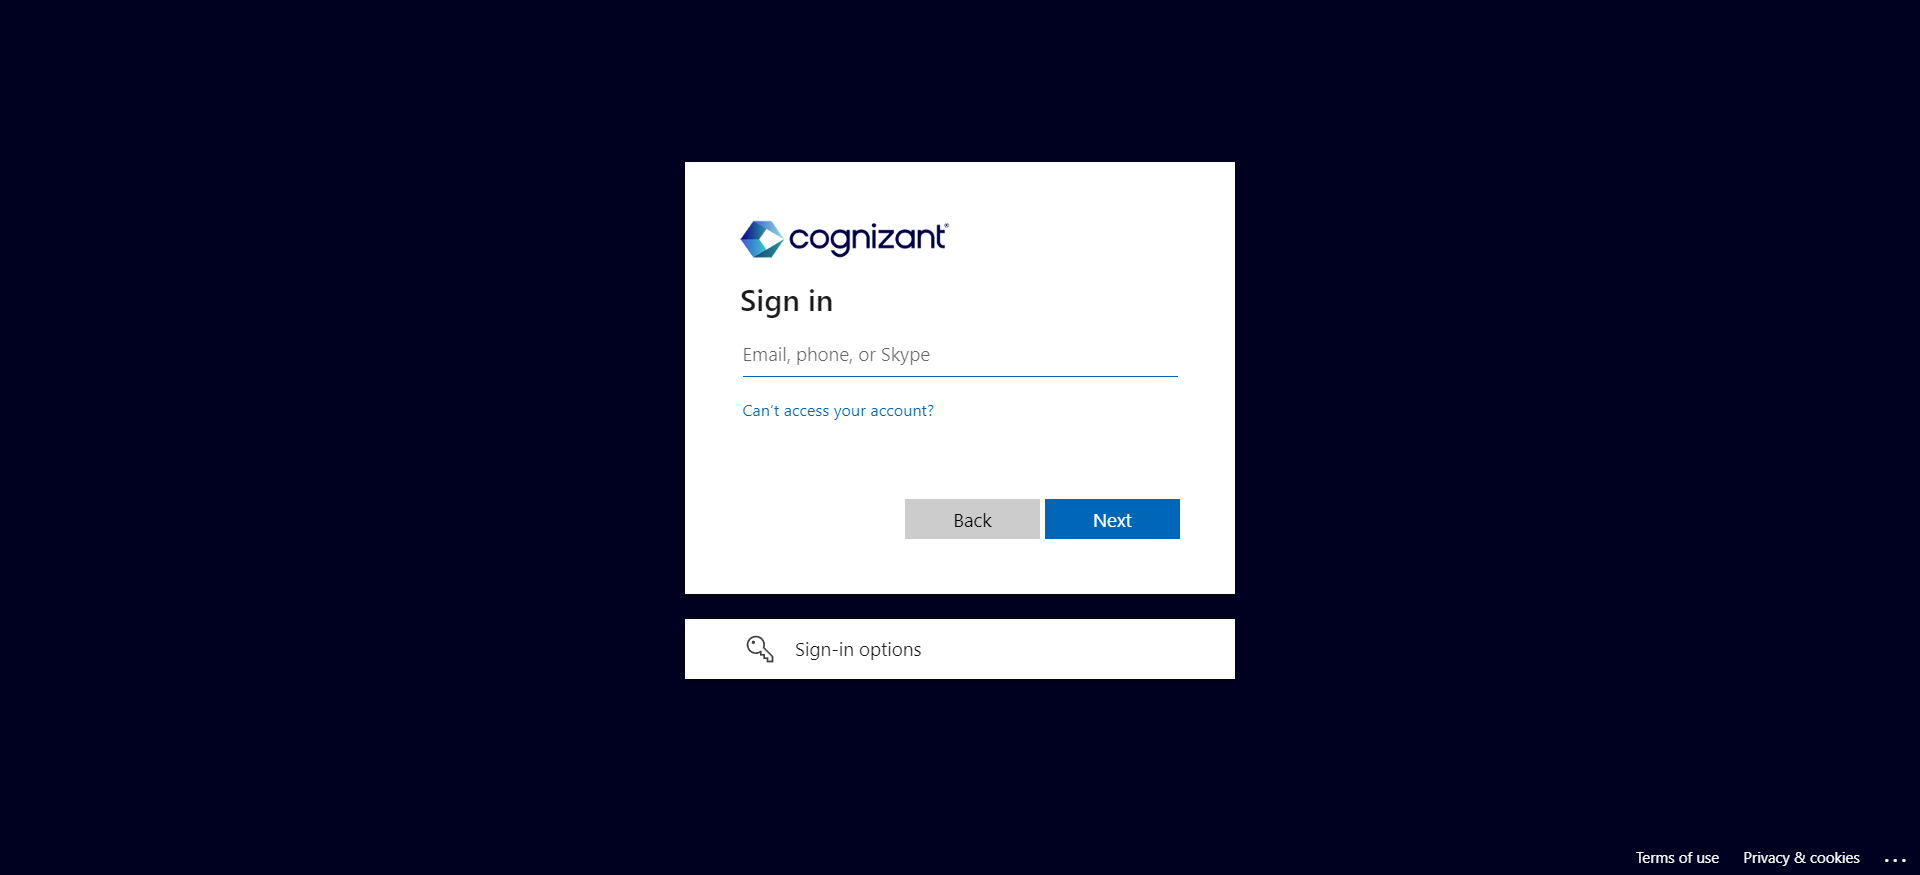 cognizant®
Sign in
Email, phone, or Skype
Can't access your account?
Back
Next
Sign-in options
Terms of use
Privacy & cookies
...